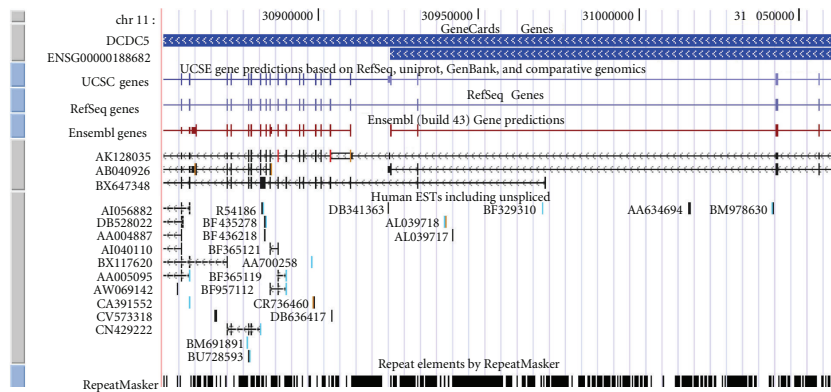 chr 11 : 30900000 30950000 31000000 31 050000
GeneCards Genes
DCDC5
ENSG00000188682
UCSE gene predictions based on RefSeq, uniprot, GenBank, and comparative genomics
UCSC genes
RefSeq Genes
RefSeq genes
Ensembl (build 43) Gene predictions
Ensembl genes
AK128035
AB040926
BX647348
Human ESTs including unspliced
AI056882 R54186 DB341363 BF329310 AA634694 BM978630
DB528022 BF435278 AL039718
AA004887 BF436218 AL039717
AI040110 BF365121
BX117620 AA700258
AA005095 BF365119
AW069142 BF957112
CA391552 CR736460
CV573318 DB636417
CN429222
BM691891
BU728593
Repeat elements by RepeatMasker
RepeatMasker